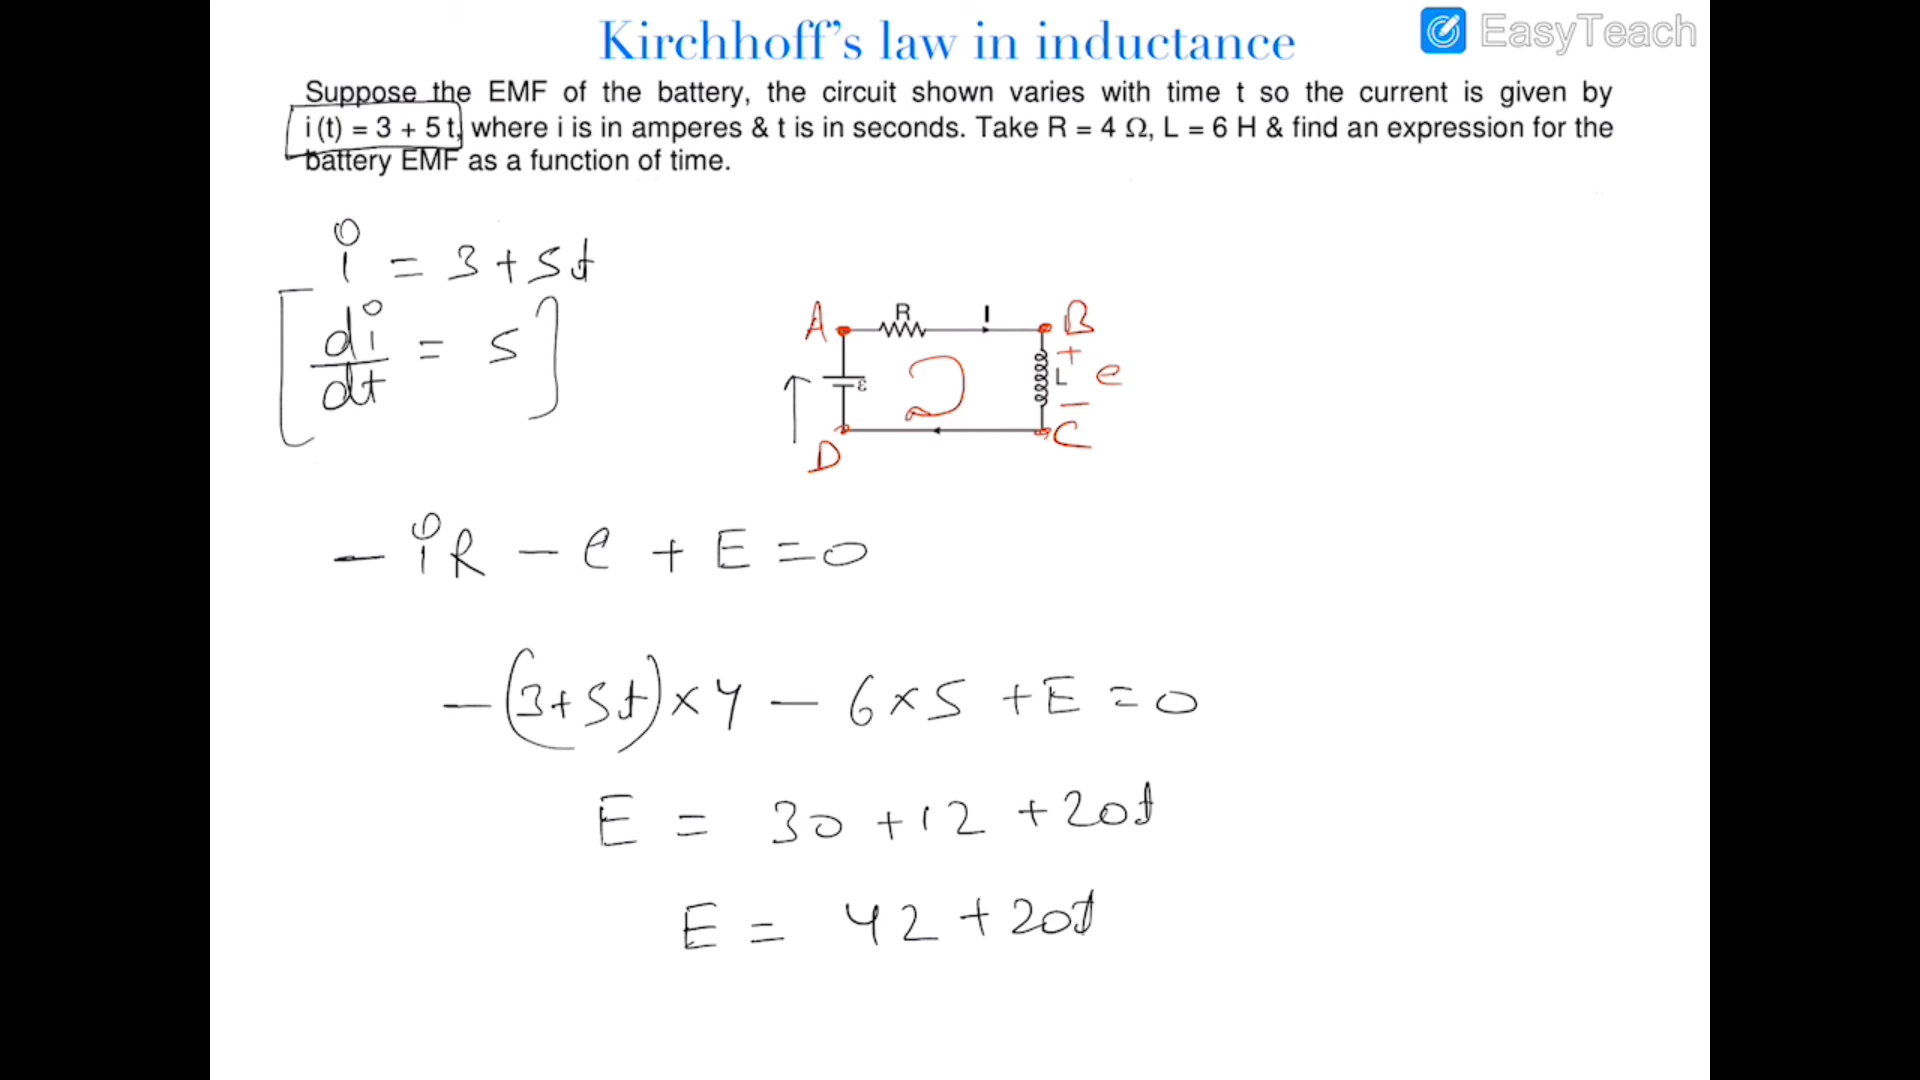 Kirchhoff's law in inductance
EasyTeach
Suppose the EMF of the battery, the circuit shown varies with time t so the current is given by
i (t) = 3 + 5 t, where i is in amperes & t is in seconds. Take R = 4 Ω, L = 6 H & find an expression for the
battery EMF as a function of time.
i = 3 + 5t
[di/dt = 5]
A R I B
+
ε L e
−
D C
− iR − e + E = 0
− (3 + 5t) × 4 − 6 × 5 + E = 0
E = 30 + 12 + 20t
E = 42 + 20t